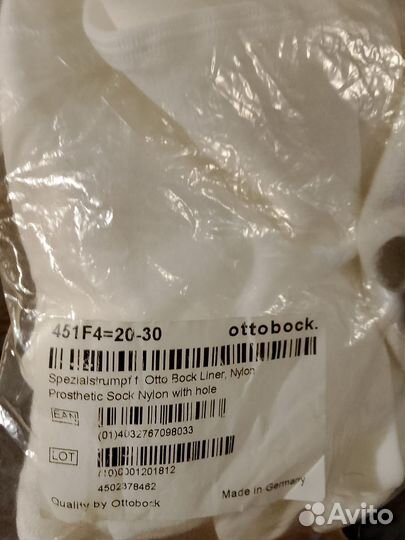 451F4=20-30 ottobock.
Spezialstrumpf f. Otto Bock Liner, Nylon
Prosthetic Sock Nylon with hole
EAN
(01)4032767098033
LOT
(10)0001201812
4502378462
Quality by Ottobock Made in Germany
Avito